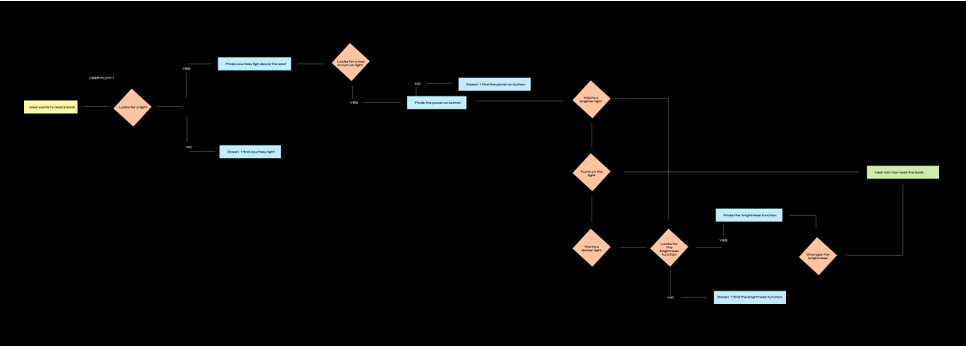 USER FLOW 1
User wants to read a book
Looks for a light
YES
Finds courtesy light above the seat
NO
Doesn't find courtesy light
Looks for a way
to turn on light
YES
NO
Doesn't find the power on button
Finds the power on button
Wants a
brighter light
Turns on the
light
Wants a
dimmer light
Looks for
the
brightness
function
YES
Finds the brightness function
NO
Doesn't find the brightness function
Changes the
brightness
User can now read the book